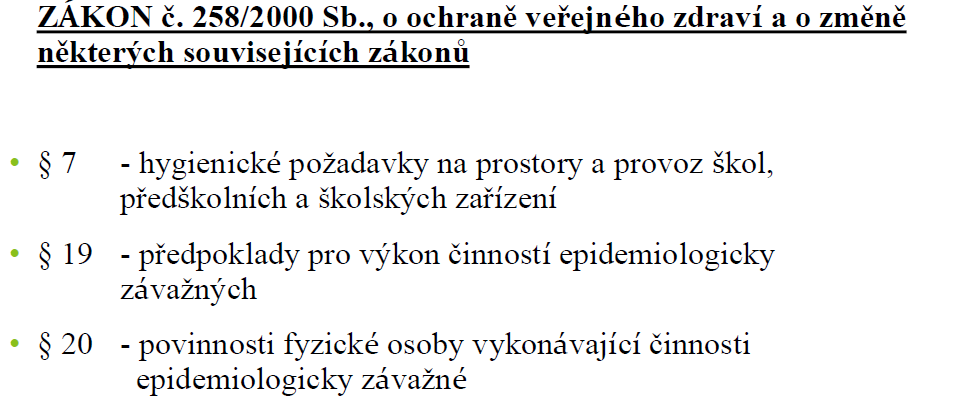 ZÁKON č. 258/2000 Sb., o ochraně veřejného zdraví a o změně
některých souvisejících zákonů
• § 7 - hygienické požadavky na prostory a provoz škol,
předškolních a školských zařízení
• § 19 - předpoklady pro výkon činností epidemiologicky
závažných
• § 20 - povinnosti fyzické osoby vykonávající činnosti
epidemiologicky závažné